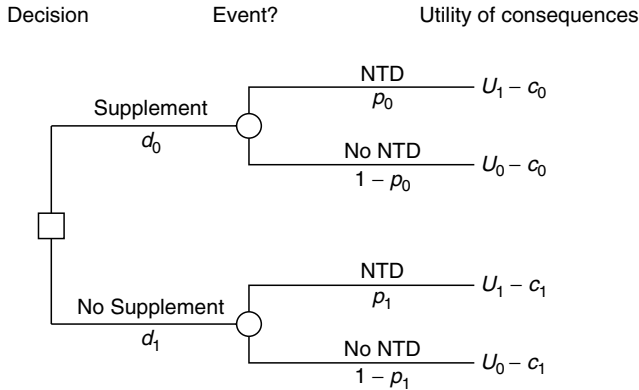 Decision Event? Utility of consequences
NTD
p₀
U₁ – c₀
Supplement
d₀
No NTD
1 – p₀
U₀ – c₀
NTD
p₁
U₁ – c₁
No Supplement
d₁
No NTD
1 – p₁
U₀ – c₁